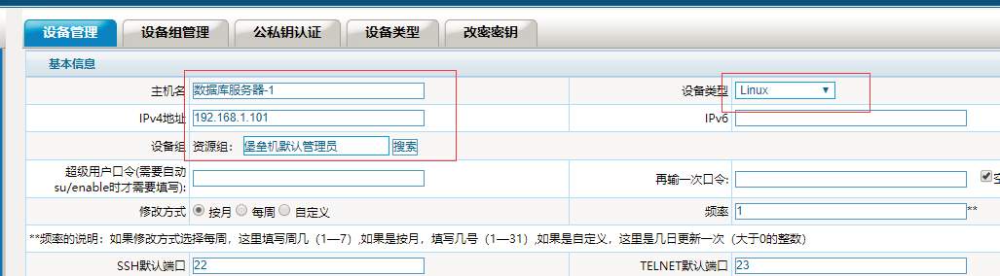 设备管理 设备组管理 公私钥认证 设备类型 改密密钥
基本信息
主机名 数据库服务器-1 设备类型 Linux
IPv4地址 192.168.1.101 IPv6
设备组 资源组: 堡垒机默认管理员 搜索
超级用户口令(需要自动
su/enable时才需要填写): 再输一次口令:
修改方式 按月 每周 自定义 频率 1 **
**频率的说明：如果修改方式选择每周，这里填写周几（1—7）,如果是按月，填写几号（1—31）,如果是自定义，这里是几日更新一次（大于0的整数）
SSH默认端口 22 TELNET默认端口 23